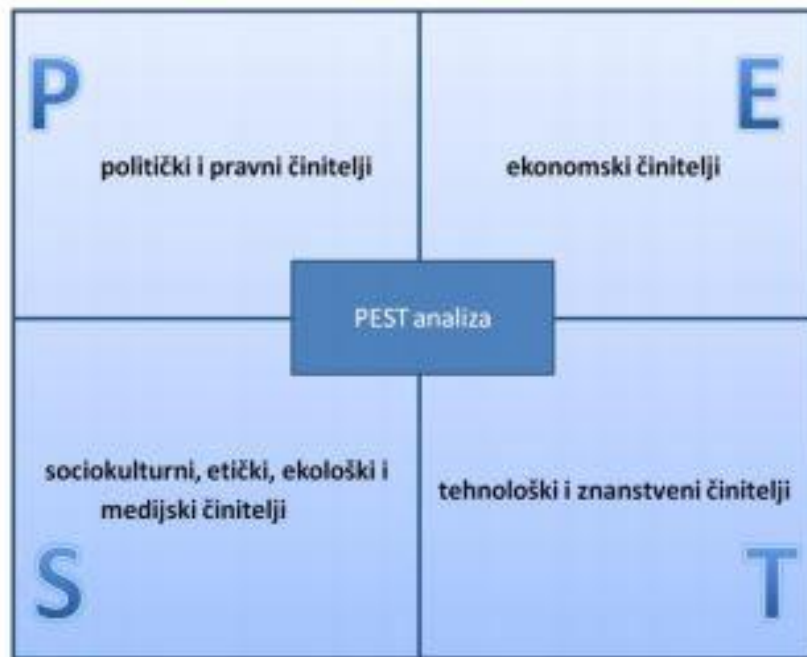 P
E
politički i pravni činitelji
ekonomski činitelji
PEST analiza
sociokulturni, etički, ekološki i
medijski činitelji
tehnološki i znanstveni činitelji
S
T